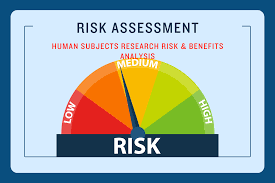 RISK ASSESSMENT
HUMAN SUBJECTS RESEARCH RISK & BENEFITS
ANALYSIS
MEDIUM
LOW
HIGH
RISK